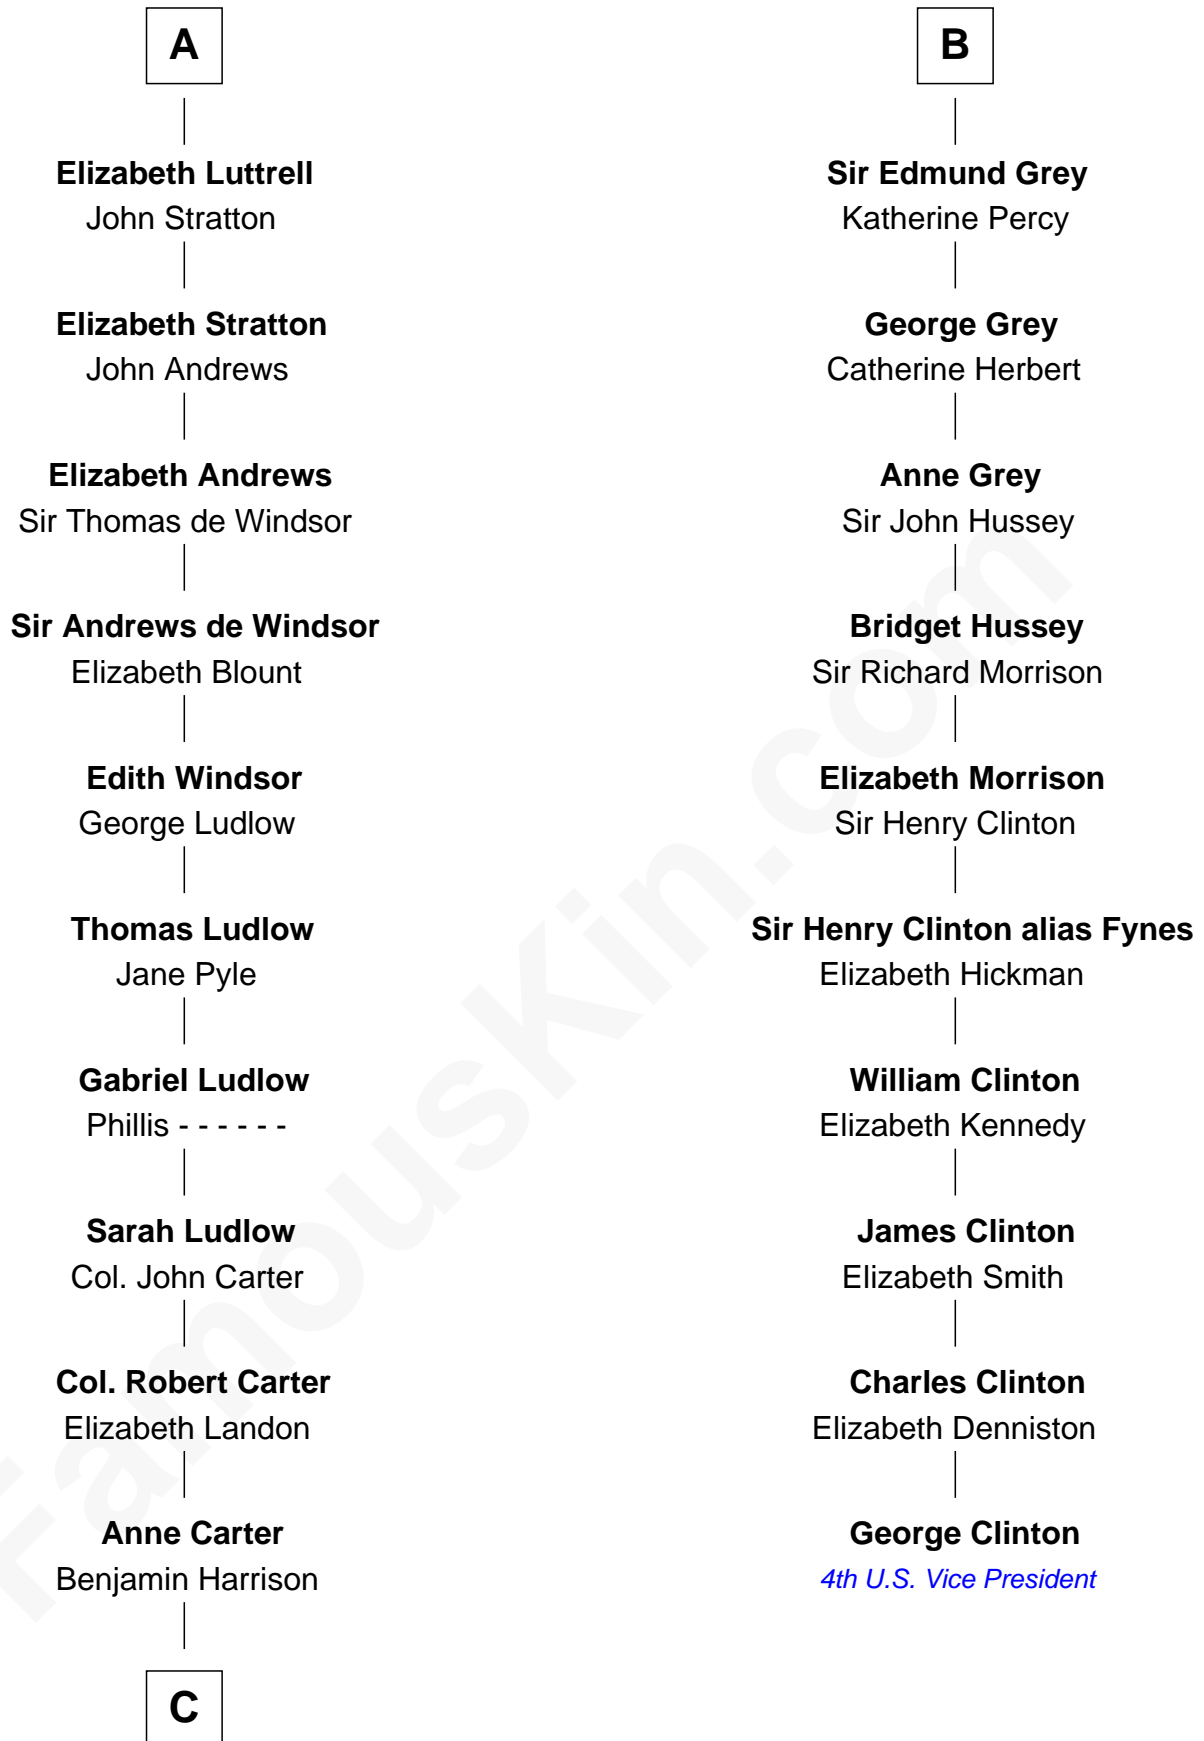 A
Elizabeth Luttrell
John Stratton
Elizabeth Stratton
John Andrews
Elizabeth Andrews
Sir Thomas de Windsor
Sir Andrews de Windsor
Elizabeth Blount
Edith Windsor
George Ludlow
Thomas Ludlow
Jane Pyle
Gabriel Ludlow
Phillis - - - - - -
Sarah Ludlow
Col. John Carter
Col. Robert Carter
Elizabeth Landon
Anne Carter
Benjamin Harrison
C
B
Sir Edmund Grey
Katherine Percy
George Grey
Catherine Herbert
Anne Grey
Sir John Hussey
Bridget Hussey
Sir Richard Morrison
Elizabeth Morrison
Sir Henry Clinton
Sir Henry Clinton alias Fynes
Elizabeth Hickman
William Clinton
Elizabeth Kennedy
James Clinton
Elizabeth Smith
Charles Clinton
Elizabeth Denniston
George Clinton
4th U.S. Vice President
FamousKin.com